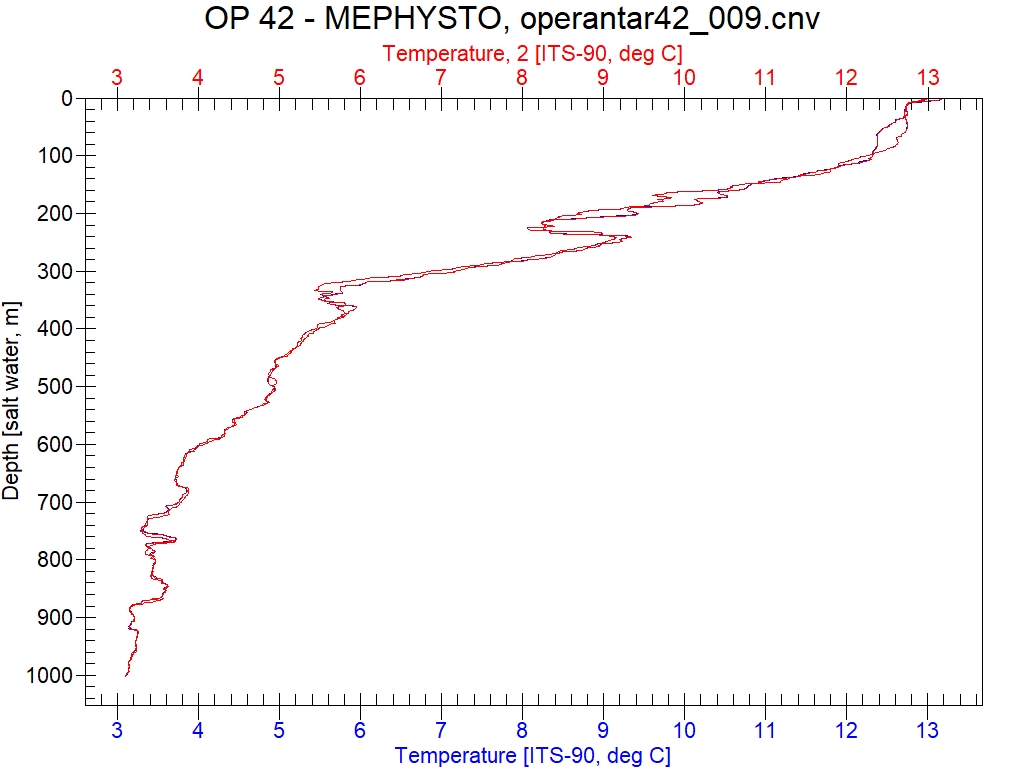 OP 42 - MEPHYSTO, operantar42_009.cnv
Temperature, 2 [ITS-90, deg C]
3 4 5 6 7 8 9 10 11 12 13
0
100
200
300
400
500
600
700
800
900
1000
Depth [salt water, m]
3 4 5 6 7 8 9 10 11 12 13
Temperature [ITS-90, deg C]